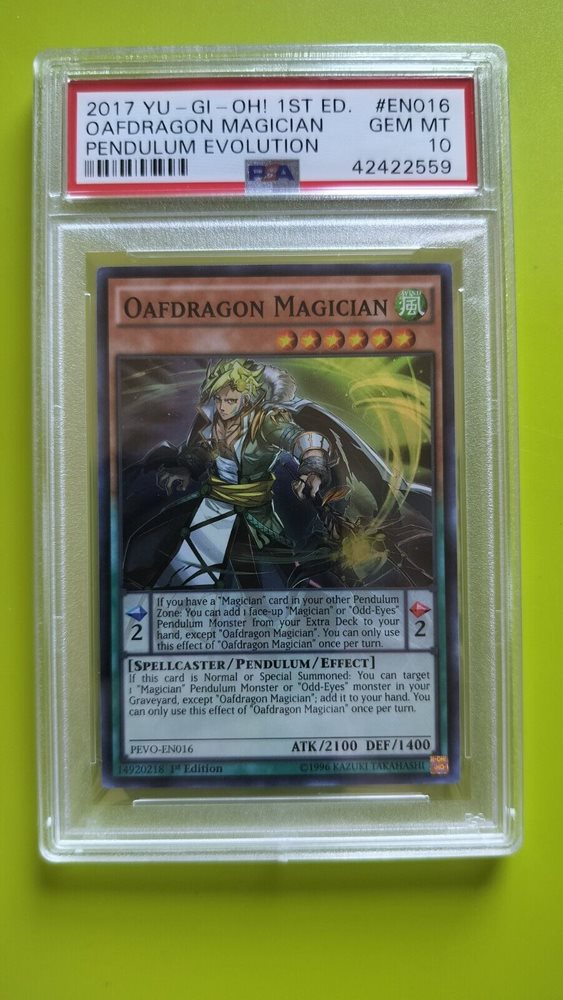 2017 YU-GI-OH! 1ST ED. #EN016
OAFDRAGON MAGICIAN GEM MT
PENDULUM EVOLUTION 10
PSA 42422559
OAFDRAGON MAGICIAN
WIND
風
If you have a "Magician" card in your other Pendulum
Zone: You can add 1 face-up "Magician" or "Odd-Eyes"
Pendulum Monster from your Extra Deck to your
hand, except "Oafdragon Magician". You can only use
this effect of "Oafdragon Magician" once per turn.
2
2
[SPELLCASTER/PENDULUM/EFFECT]
If this card is Normal or Special Summoned: You can target
1 "Magician" Pendulum Monster or "Odd-Eyes" monster in your
Graveyard, except "Oafdragon Magician"; add it to your hand. You
can only use this effect of "Oafdragon Magician" once per turn.
PEVO-EN016 ATK/2100 DEF/1400
14920218 1st Edition ©1996 KAZUKI TAKAHASHI